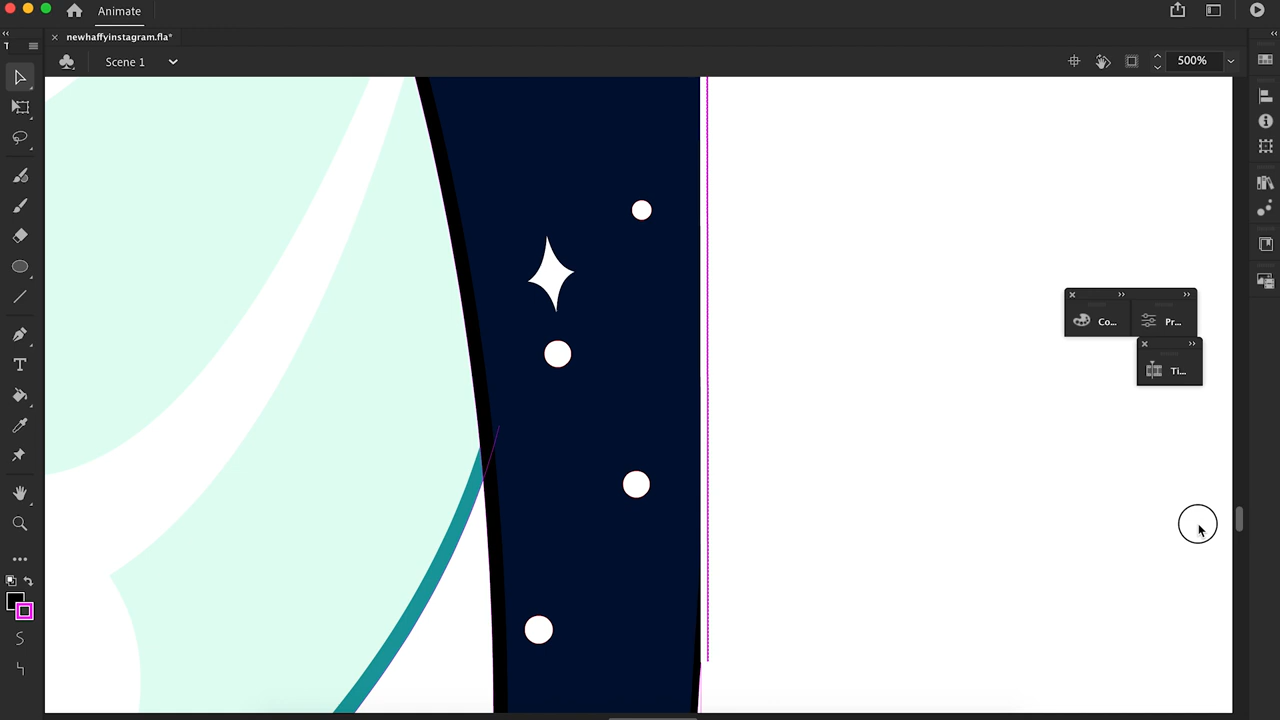 Animate
newhaffyinstagram.fla*
T
Scene 1
500%
Co...
Pr...
Ti...